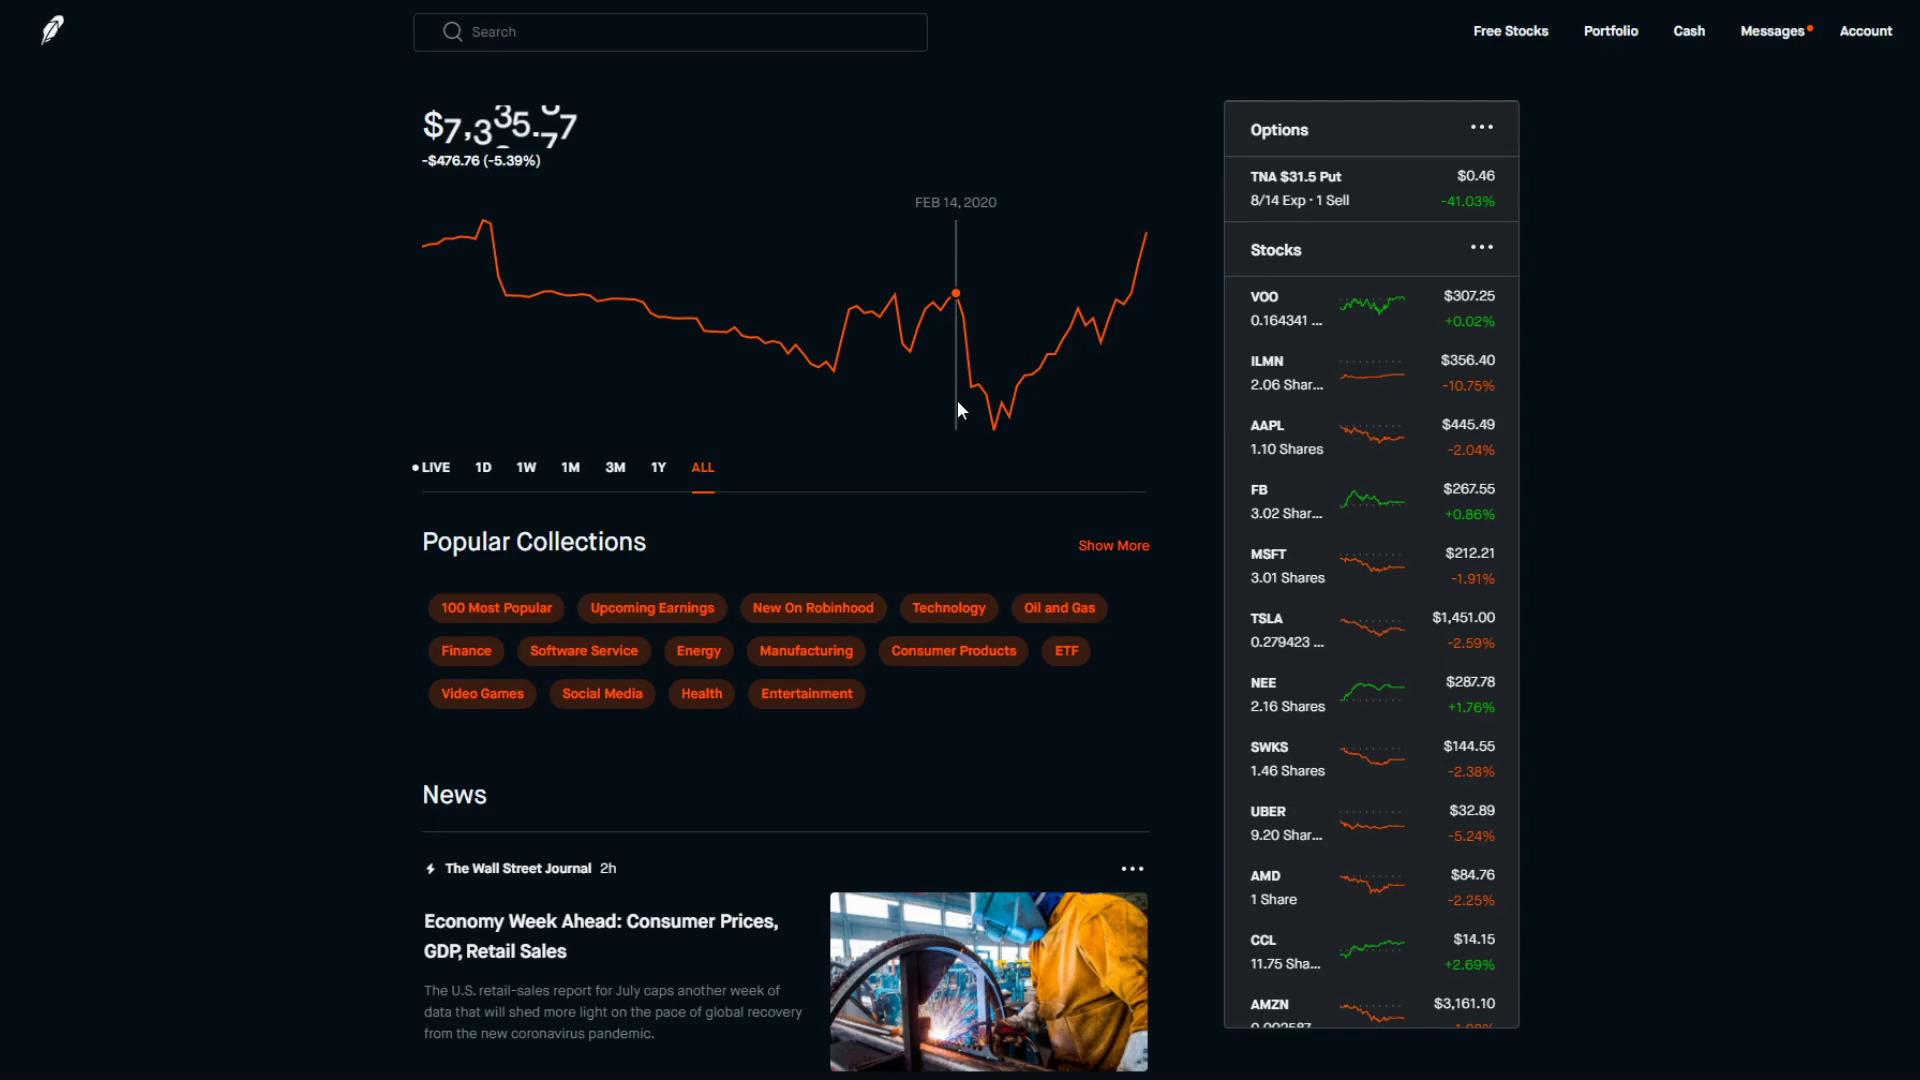 Search
Free Stocks
Portfolio
Cash
Messages
Account
-$476.76 (-5.39%)
FEB 14, 2020
LIVE 1D 1W 1M 3M 1Y ALL
Popular Collections
Show More
100 Most Popular
Upcoming Earnings
New On Robinhood
Technology
Oil and Gas
Finance
Software Service
Energy
Manufacturing
Consumer Products
ETF
Video Games
Social Media
Health
Entertainment
News
The Wall Street Journal 2h
Economy Week Ahead: Consumer Prices,
GDP, Retail Sales
The U.S. retail-sales report for July caps another week of
data that will shed more light on the pace of global recovery
from the new coronavirus pandemic.
Options
TNA $31.5 Put $0.46
8/14 Exp · 1 Sell -41.03%
Stocks
VOO $307.25
0.164341 ... +0.02%
ILMN $356.40
2.06 Shar... -10.75%
AAPL $445.49
1.10 Shares -2.04%
FB $267.55
3.02 Shar... +0.86%
MSFT $212.21
3.01 Shares -1.91%
TSLA $1,451.00
0.279423 ... -2.59%
NEE $287.78
2.16 Shares +1.76%
SWKS $144.55
1.46 Shares -2.38%
UBER $32.89
9.20 Shar... -5.24%
AMD $84.76
1 Share -2.25%
CCL $14.15
11.75 Sha... +2.69%
AMZN $3,161.10